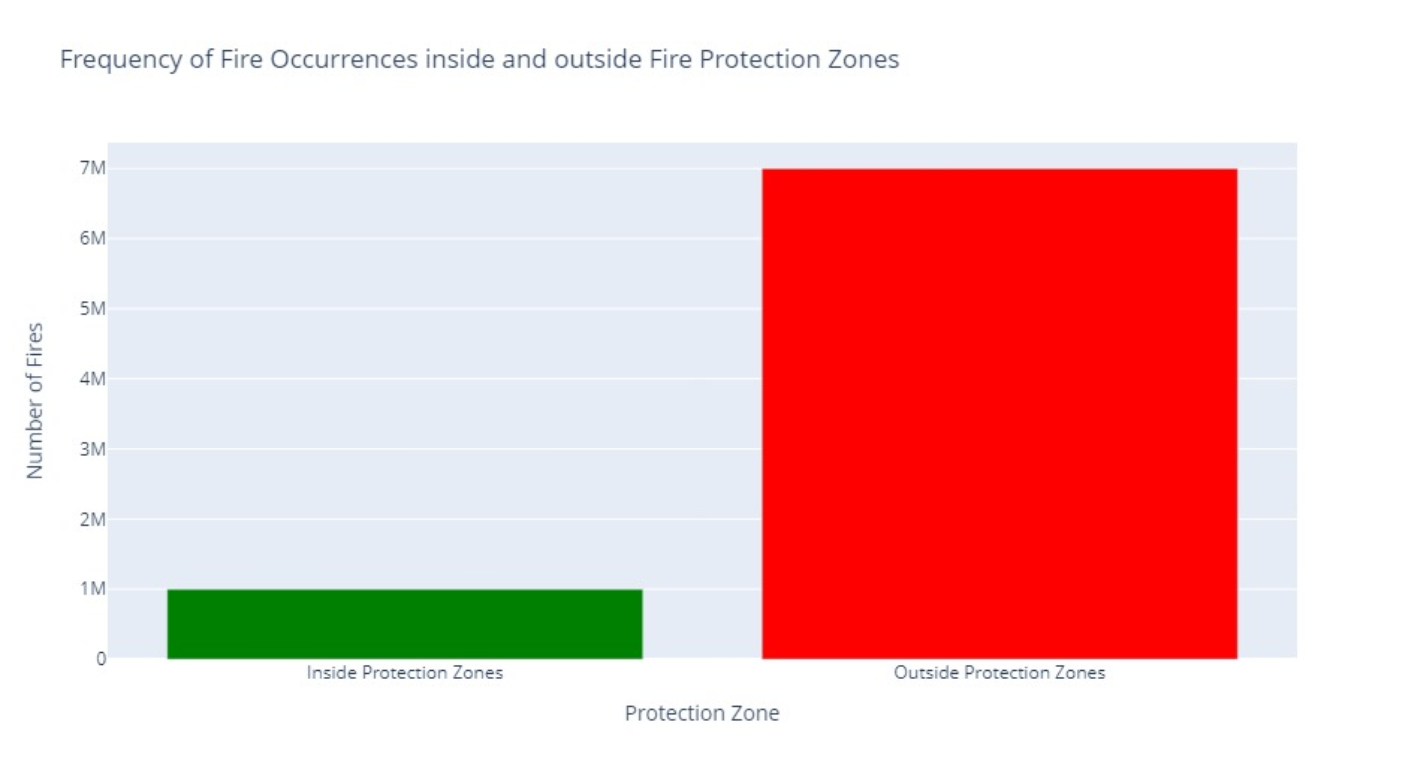 Frequency of Fire Occurrences inside and outside Fire Protection Zones
7M
6M
5M
4M
3M
2M
1M
0
Number of Fires
Inside Protection Zones
Outside Protection Zones
Protection Zone